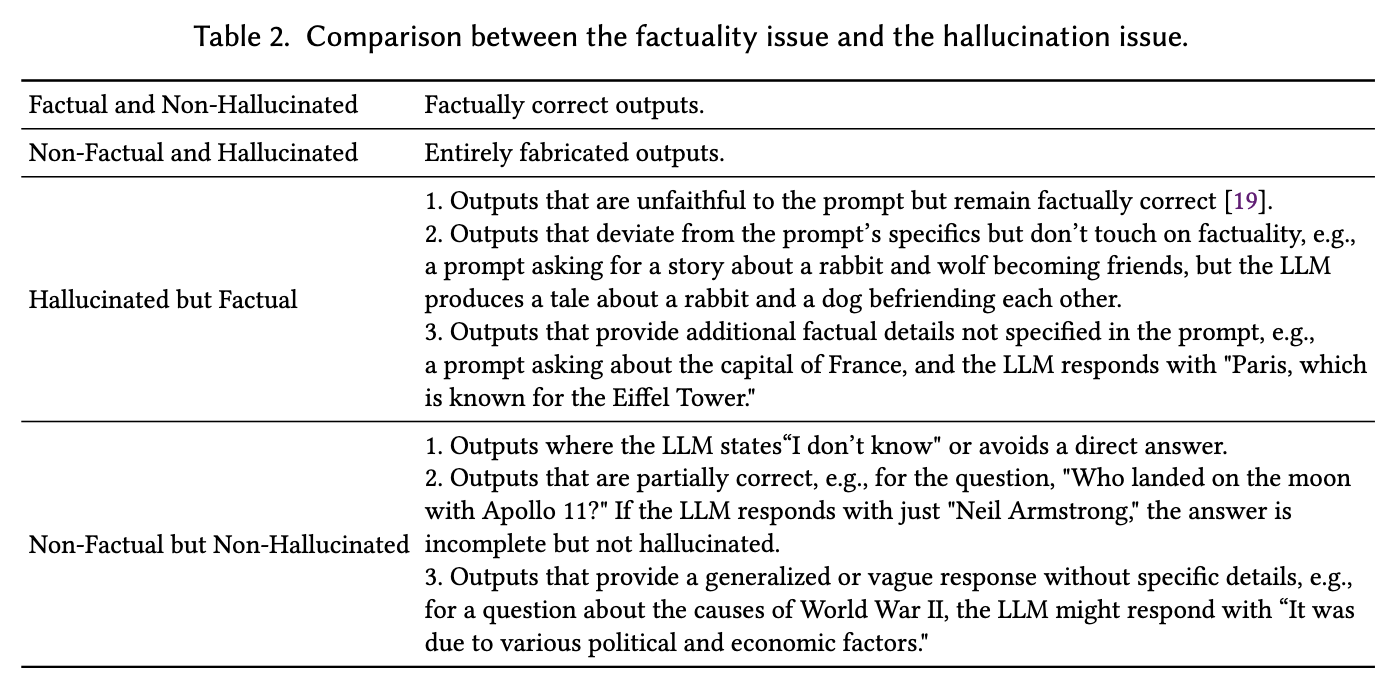 Table 2. Comparison between the factuality issue and the hallucination issue.
Factual and Non-Hallucinated Factually correct outputs.
Non-Factual and Hallucinated Entirely fabricated outputs.
Hallucinated but Factual
1. Outputs that are unfaithful to the prompt but remain factually correct [19].
2. Outputs that deviate from the prompt’s specifics but don’t touch on factuality, e.g.,
a prompt asking for a story about a rabbit and wolf becoming friends, but the LLM
produces a tale about a rabbit and a dog befriending each other.
3. Outputs that provide additional factual details not specified in the prompt, e.g.,
a prompt asking about the capital of France, and the LLM responds with "Paris, which
is known for the Eiffel Tower."
Non-Factual but Non-Hallucinated
1. Outputs where the LLM states“I don’t know" or avoids a direct answer.
2. Outputs that are partially correct, e.g., for the question, "Who landed on the moon
with Apollo 11?" If the LLM responds with just "Neil Armstrong," the answer is
incomplete but not hallucinated.
3. Outputs that provide a generalized or vague response without specific details, e.g.,
for a question about the causes of World War II, the LLM might respond with “It was
due to various political and economic factors."